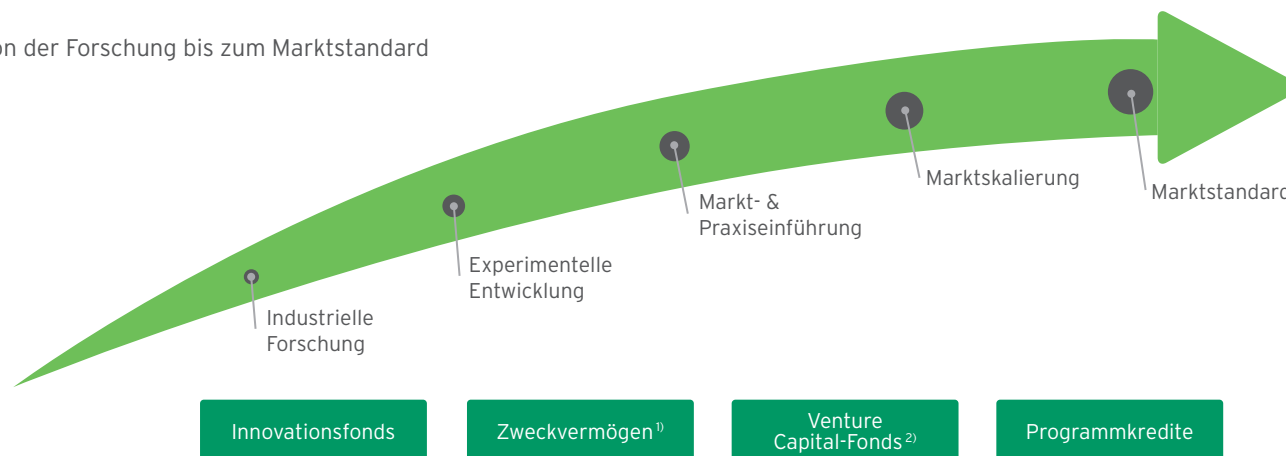 on der Forschung bis zum Marktstandard
Marktskalierung
Marktstandard
Markt- &
Praxiseinführung
Experimentelle
Entwicklung
Industrielle
Forschung
Innovationsfonds
Zweckvermögen 1)
Venture
Capital-Fonds 2)
Programmkredite